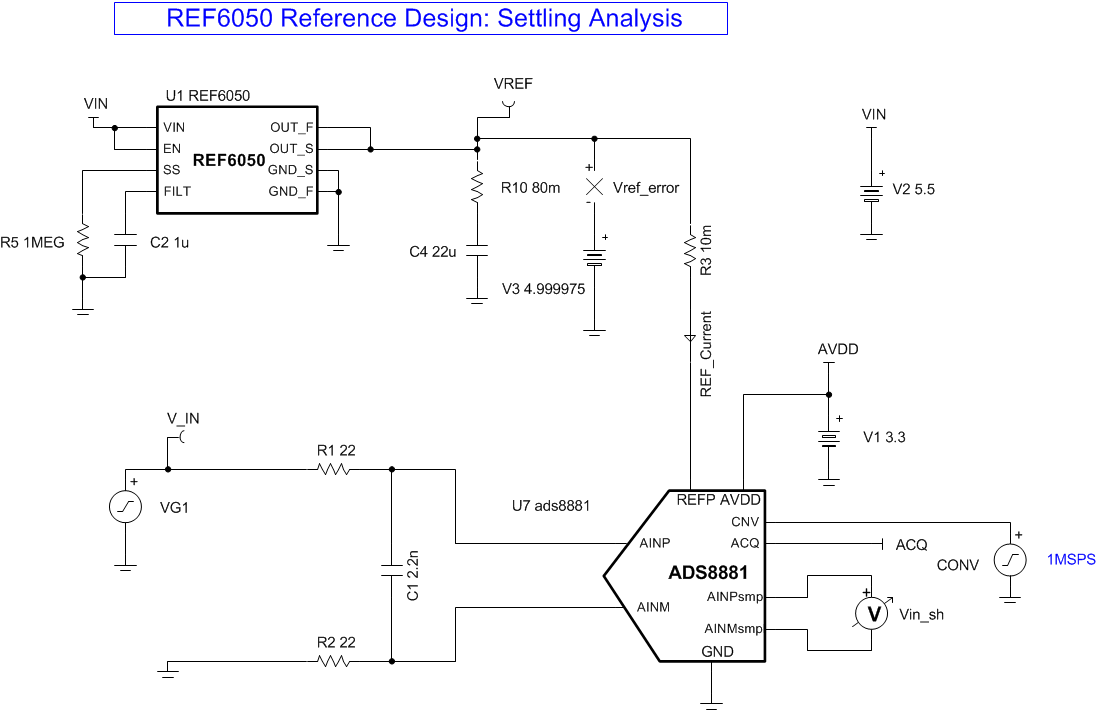 REF6050 Reference Design: Settling Analysis
VREF
U1 REF6050
VIN
VIN
VIN
OUT_F
EN
OUT_S
REF6050
SS
GND_S
FILT
GND_F
+
R10 80m
Vref_error
-
+
V2 5.5
R5 1MEG
C2 1u
C4 22u
+
R3 10m
V3 4.999975
REF_Current
AVDD
+
V1 3.3
V_IN
R1 22
+
VG1
U7 ads8881
REFP AVDD
CNV
AINP
ACQ
ACQ
+
CONV
1MSPS
ADS8881
C1 2.2n
AINPsmp
+
V
Vin_sh
AINM
AINMsmp
R2 22
GND